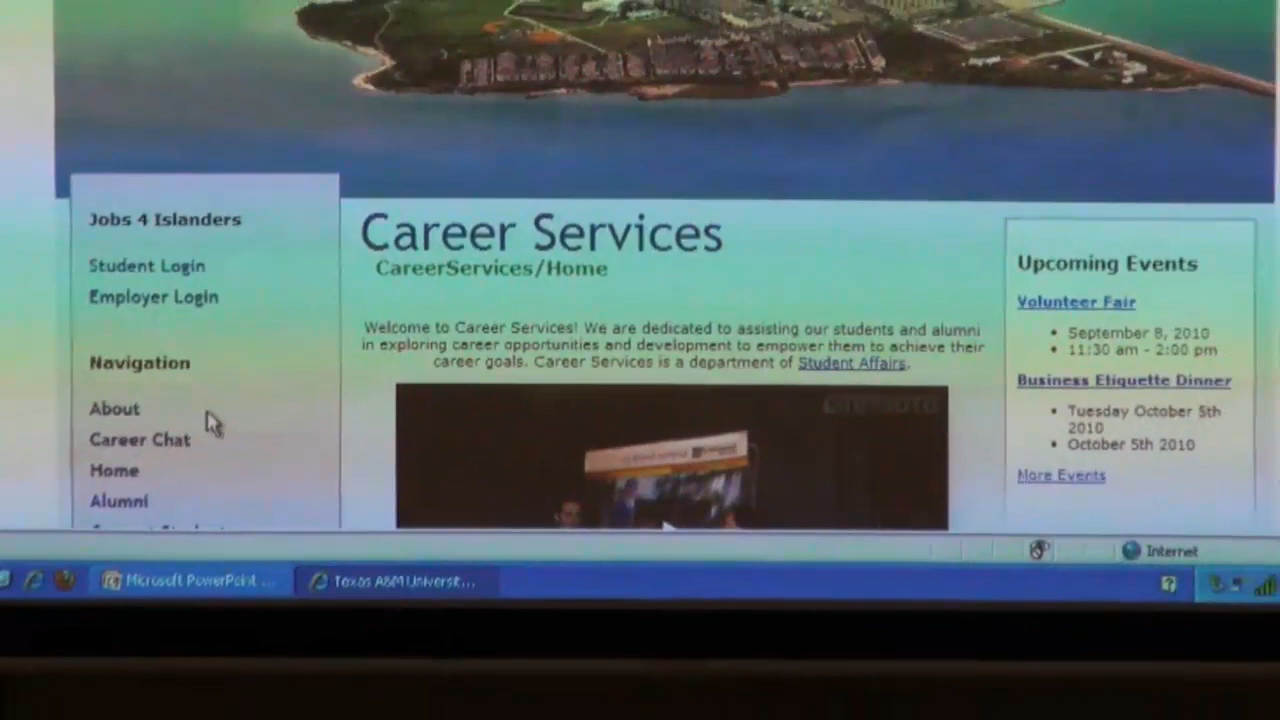 Jobs 4 Islanders
Student Login
Employer Login
Navigation
About
Career Chat
Home
Alumni
Career Services
CareerServices/Home
Welcome to Career Services! We are dedicated to assisting our students and alumni
in exploring career opportunities and development to empower them to achieve their
career goals. Career Services is a department of Student Affairs.
Upcoming Events
Volunteer Fair
• September 8, 2010
• 11:30 am - 2:00 pm
Business Etiquette Dinner
• Tuesday October 5th
2010
• October 5th 2010
More Events
Internet
Microsoft PowerPoint ...
Texas A&M Universit...